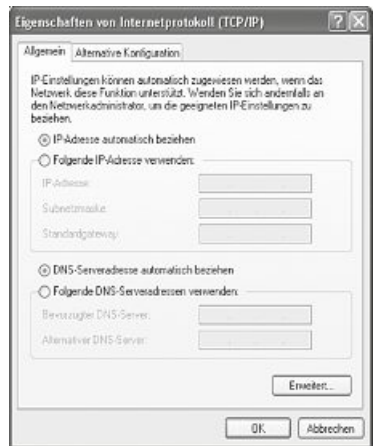 Eigenschaften von Internetprotokoll (TCP/IP)
Allgemein Alternative Konfiguration
IP-Einstellungen können automatisch zugewiesen werden, wenn das
Netzwerk diese Funktion unterstützt. Wenden Sie sich andernfalls an
den Netzwerkadministrator, um die geeigneten IP-Einstellungen zu
beziehen.
IP-Adresse automatisch beziehen
Folgende IP-Adresse verwenden:
IP-Adresse:
Subnetzmaske:
Standardgateway:
DNS-Serveradresse automatisch beziehen
Folgende DNS-Serveradressen verwenden:
Bevorzugter DNS-Server:
Alternativer DNS-Server:
Erweitert...
OK Abbrechen